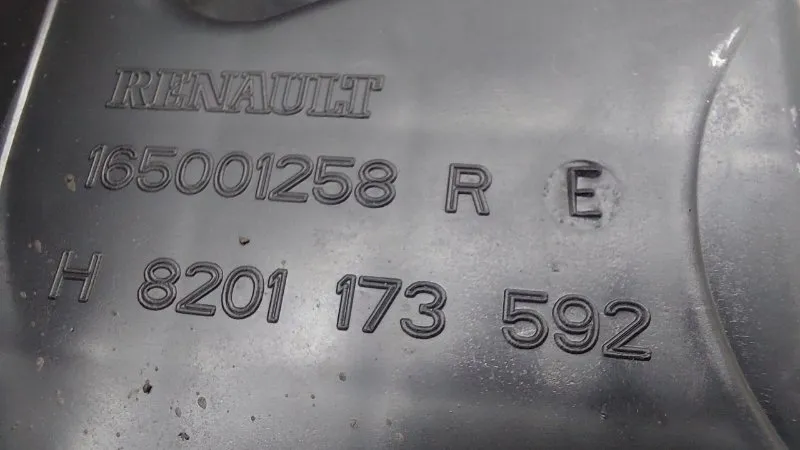 RENAULT
165001258 R E
H 8201 173 592